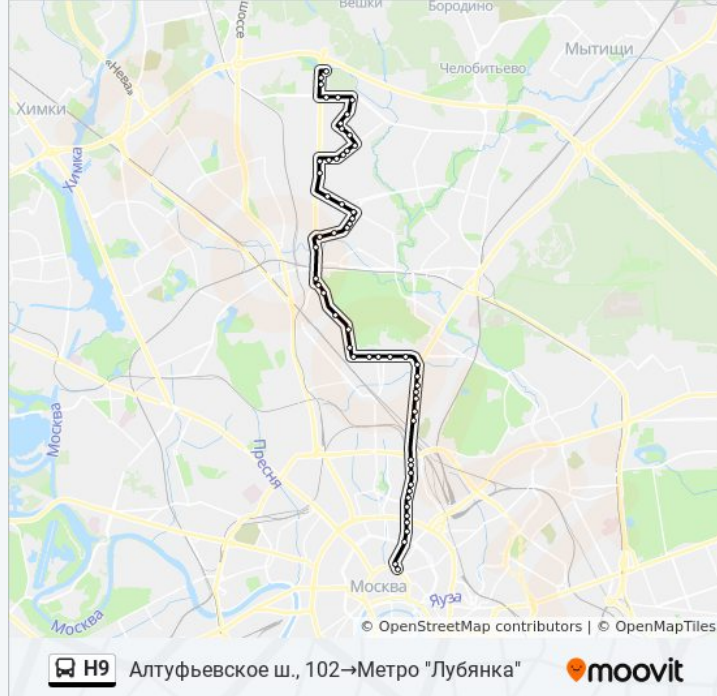 Вешки
Бородино
шоссе
Мытищи
«Нева»
Челобитьево
Химки
Химка
Москва
Пресня
Москва
Яуза
Москва
© OpenStreetMap contributors | © OpenMapTiles
Н9 Алтуфьевское ш., 102→Метро "Лубянка" moovit